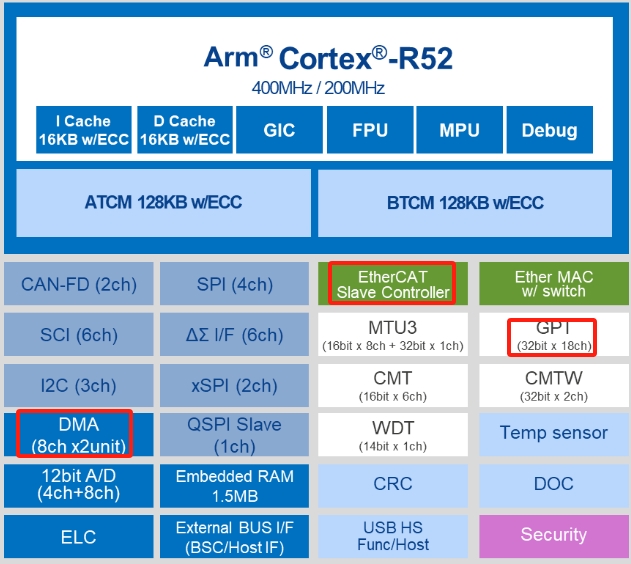 Arm® Cortex®-R52
400MHz / 200MHz
I Cache
16KB w/ECC
D Cache
16KB w/ECC
GIC
FPU
MPU
Debug
ATCM 128KB w/ECC
BTCM 128KB w/ECC
CAN-FD (2ch)
SPI (4ch)
EtherCAT
Slave Controller
Ether MAC
w/ switch
SCI (6ch)
ΔΣ I/F (6ch)
MTU3
(16bit x 8ch + 32bit x 1ch)
GPT
(32bit x 18ch)
I2C (3ch)
xSPI (2ch)
CMT
(16bit x 6ch)
CMTW
(32bit x 2ch)
DMA
(8ch x2unit)
QSPI Slave
(1ch)
WDT
(14bit x 1ch)
Temp sensor
12bit A/D
(4ch+8ch)
Embedded RAM
1.5MB
CRC
DOC
ELC
External BUS I/F
(BSC/Host IF)
USB HS
Func/Host
Security